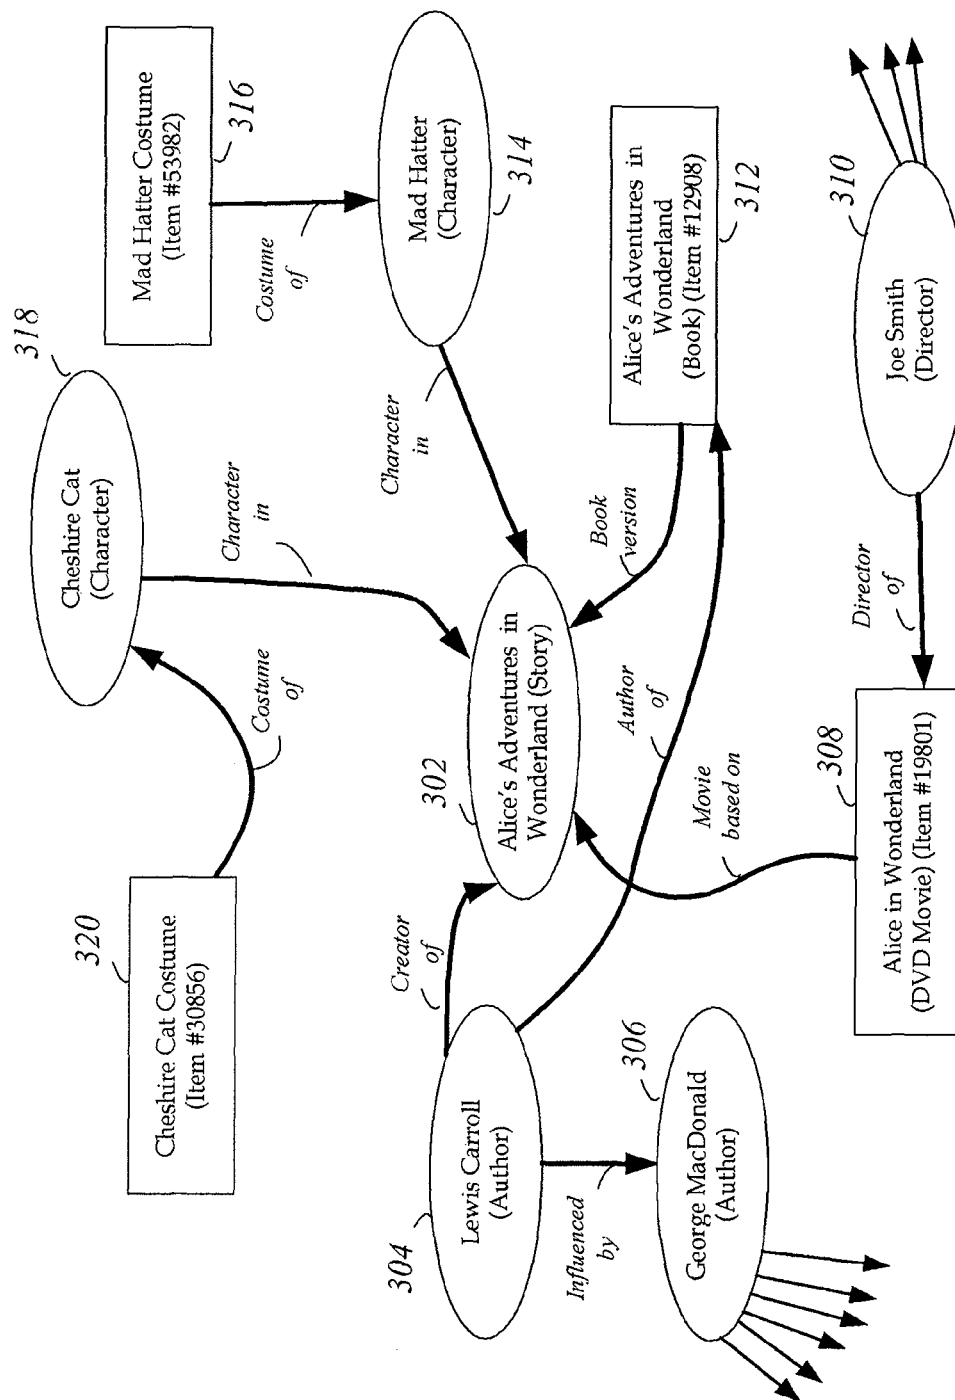 320
Cheshire Cat Costume
(Item #30856)
Costume
of
318
Cheshire Cat
(Character)
Mad Hatter Costume
(Item #53982)
316
Costume
of
Mad Hatter
(Character)
314
Character
in
Character
in
304
Lewis Carroll
(Author)
Creator
of
302
Alice's Adventures in
Wonderland (Story)
Book
version
Alice's Adventures in
Wonderland
(Book) (Item #12908)
312
Author
of
Influenced
by
306
George MacDonald
(Author)
Movie
based on
308
Alice in Wonderland
(DVD Movie) (Item #19801)
Director
of
310
Joe Smith
(Director)